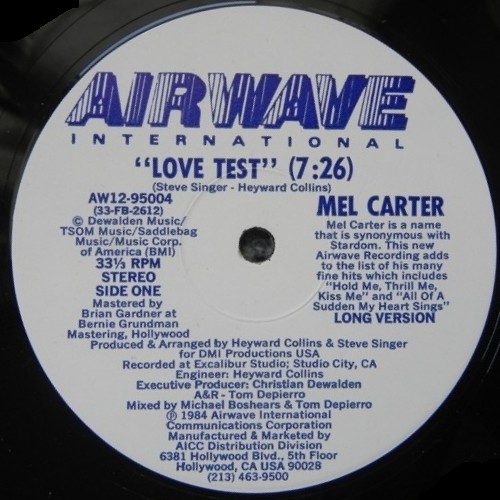 AIRWAVE
INTERNATIONAL
"LOVE TEST" (7:26)
(Steve Singer - Heyward Collins)
AW12-95004
(33-FB-2612)
© Dewalden Music/
TSOM Music/Saddlebag
Music/Music Corp.
of America (BMI)
33⅓ RPM
STEREO
SIDE ONE
Mastered by
Brian Gardner at
Bernie Grundman
Mastering, Hollywood
MEL CARTER
Mel Carter is a name
that is synonymous with
Stardom. This new
Airwave Recording adds
to the list of his many
fine hits which includes
"Hold Me, Thrill Me,
Kiss Me" and "All Of A
Sudden My Heart Sings"
LONG VERSION
Produced & Arranged by Heyward Collins & Steve Singer
for DMI Productions USA
Recorded at Excalibur Studio; Studio City, CA
Engineer: Heyward Collins
Executive Producer: Christian Dewalden
A&R - Tom Depierro
Mixed by Michael Boshears & Tom Depierro
℗ 1984 Airwave International
Communication Corporation
Manufactured & Marketed by
AICC Distribution Division
6381 Hollywood Blvd., 5th Floor
Hollywood, CA USA 90028
(213) 463-9500